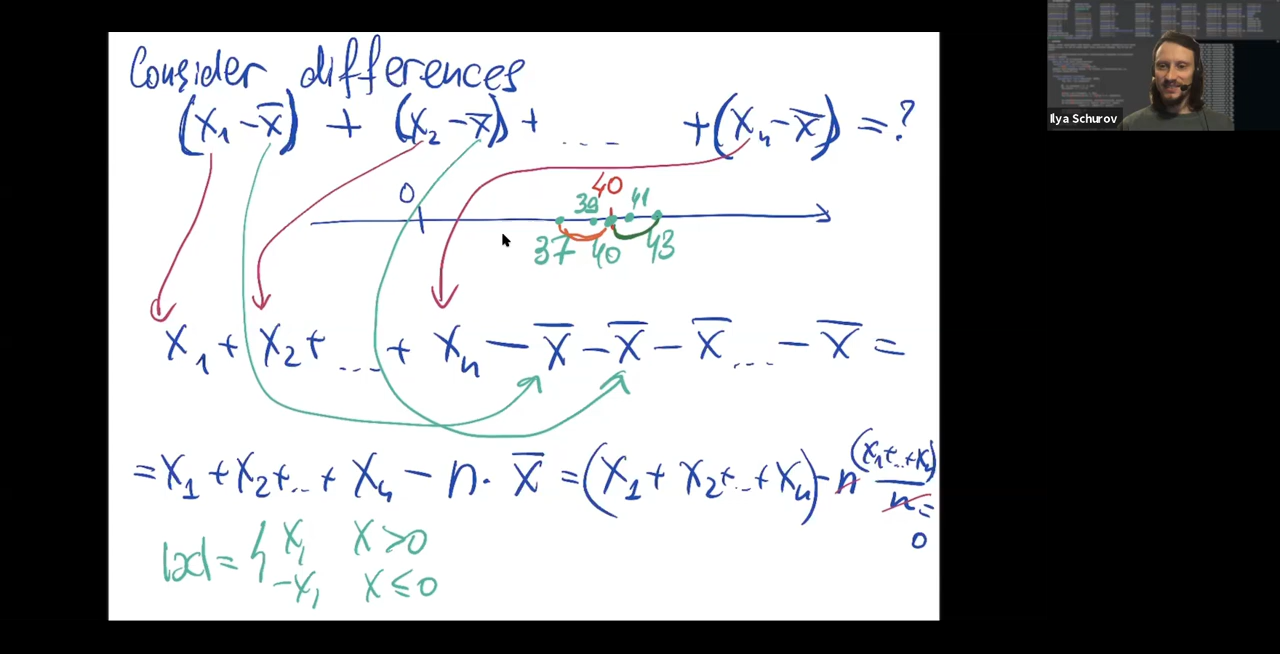 Consider differences
(x₁ - x̄) + (x₂ - x̄) + .... + (xₙ - x̄) = ?
Ilya Schurov
0 39 40 41
37 40 43
x₁ + x₂ + ... + xₙ - x̄ - x̄ - x̄ ... - x̄ =
= x₁ + x₂ + .. + xₙ - n · x̄ = (x₁ + x₂ + .. + xₙ) - n (x₁ + .. + xₙ) / n = 0
|x| = { x, x > 0
-x, x ≤ 0